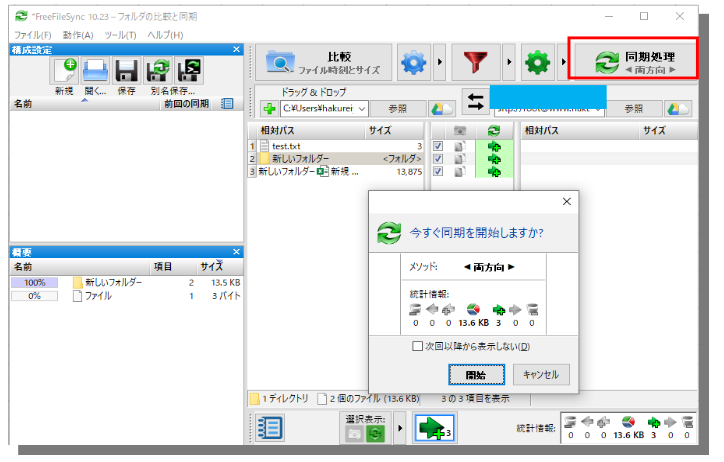 *FreeFileSync 10.23 – フォルダの比較と同期
ファイル(F) 動作(A) ツール(T) ヘルプ(H)
構成設定
新規 開く... 保存 別名保存...
名前 前回の同期
比較
ファイル時刻とサイズ
同期処理
◄ 両方向 ►
ドラッグ & ドロップ
C:¥Users¥hakurei
参照
参照
相対パス サイズ
相対パス サイズ
1 test.txt 3
2 新しいフォルダー <フォルダ>
3 新しいフォルダー 新規 ... 13,875
今すぐ同期を開始しますか?
メソッド: ◄ 両方向 ►
統計情報:
0 0 0 13.6 KB 3 0 0
次回以降から表示しない(D)
開始 キャンセル
概要
名前 項目 サイズ
100% 新しいフォルダー 2 13.5 KB
0% ファイル 1 3 バイト
1 ディレクトリ 2 個のファイル (13.6 KB) 3 の 3 項目を表示
選択表示:
3
統計情報:
0 0 0 13.6 KB 3 0 0